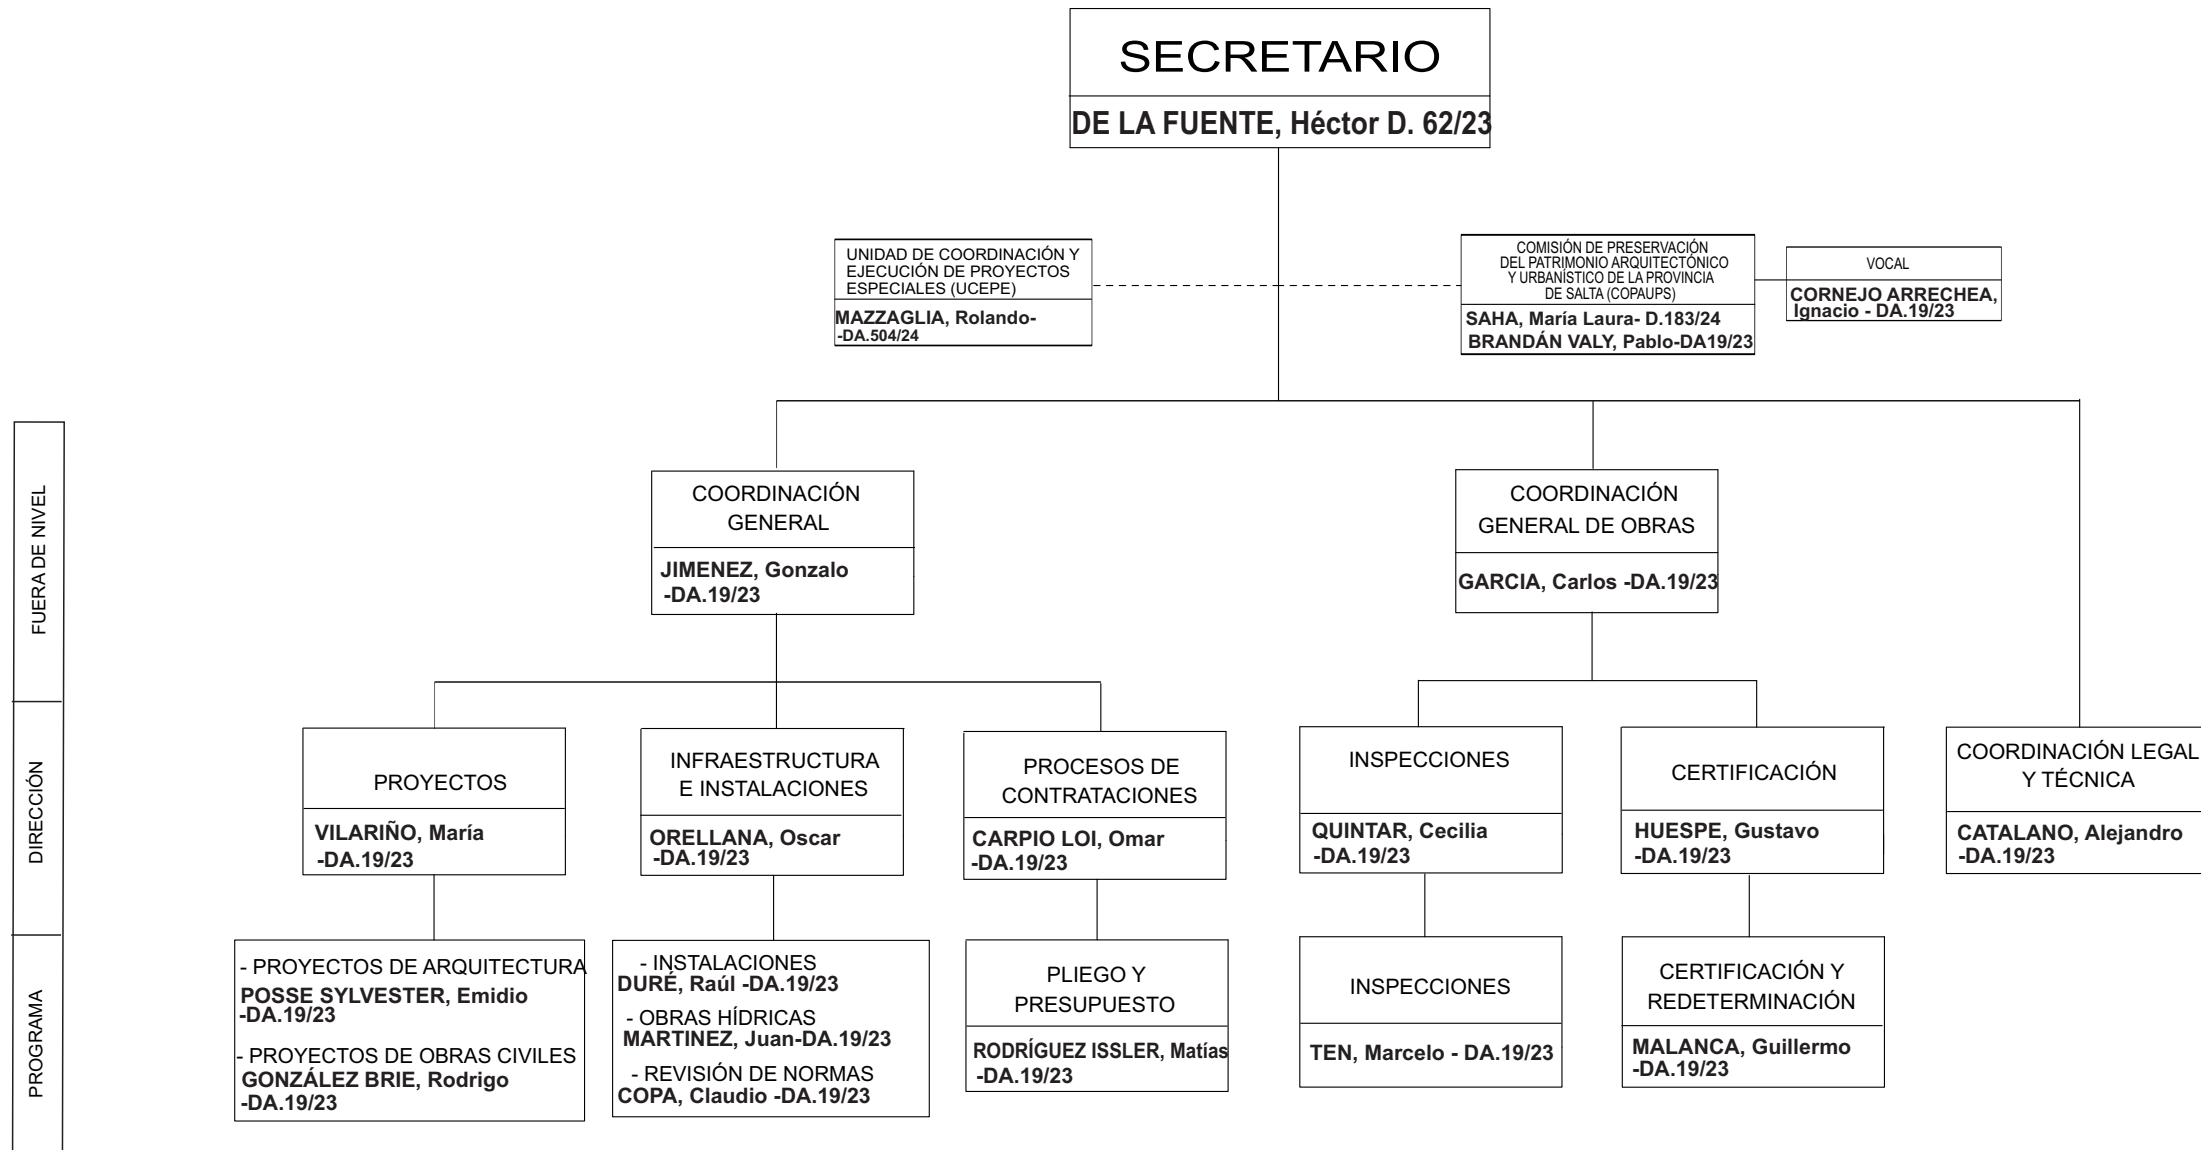 SECRETARIO
DE LA FUENTE, Héctor D. 62/23
UNIDAD DE COORDINACIÓN Y
EJECUCIÓN DE PROYECTOS
ESPECIALES (UCEPE)
MAZZAGLIA, Rolando-
-DA.504/24
COMISIÓN DE PRESERVACIÓN
DEL PATRIMONIO ARQUITECTÓNICO
Y URBANÍSTICO DE LA PROVINCIA
DE SALTA (COPAUPS)
SAHA, María Laura- D.183/24
BRANDÁN VALY, Pablo-DA19/23
VOCAL
CORNEJO ARRECHEA,
Ignacio - DA.19/23
FUERA DE NIVEL
COORDINACIÓN
GENERAL
JIMENEZ, Gonzalo
-DA.19/23
COORDINACIÓN
GENERAL DE OBRAS
GARCIA, Carlos -DA.19/23
DIRECCIÓN
PROYECTOS
VILARIÑO, María
-DA.19/23
INFRAESTRUCTURA
E INSTALACIONES
ORELLANA, Oscar
-DA.19/23
PROCESOS DE
CONTRATACIONES
CARPIO LOI, Omar
-DA.19/23
INSPECCIONES
QUINTAR, Cecilia
-DA.19/23
CERTIFICACIÓN
HUESPE, Gustavo
-DA.19/23
COORDINACIÓN LEGAL
Y TÉCNICA
CATALANO, Alejandro
-DA.19/23
PROGRAMA
- PROYECTOS DE ARQUITECTURA
POSSE SYLVESTER, Emidio
-DA.19/23
- PROYECTOS DE OBRAS CIVILES
GONZÁLEZ BRIE, Rodrigo
-DA.19/23
- INSTALACIONES
DURÉ, Raúl -DA.19/23
- OBRAS HÍDRICAS
MARTINEZ, Juan-DA.19/23
- REVISIÓN DE NORMAS
COPA, Claudio -DA.19/23
PLIEGO Y
PRESUPUESTO
RODRÍGUEZ ISSLER, Matías
-DA.19/23
INSPECCIONES
TEN, Marcelo - DA.19/23
CERTIFICACIÓN Y
REDETERMINACIÓN
MALANCA, Guillermo
-DA.19/23